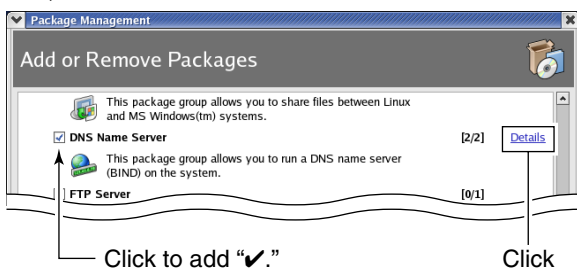 Package Management
Add or Remove Packages
This package group allows you to share files between Linux
and MS Windows(tm) systems.
DNS Name Server [2/2] Details
This package group allows you to run a DNS name server
(BIND) on the system.
FTP Server [0/1]
Click to add “✔.” Click